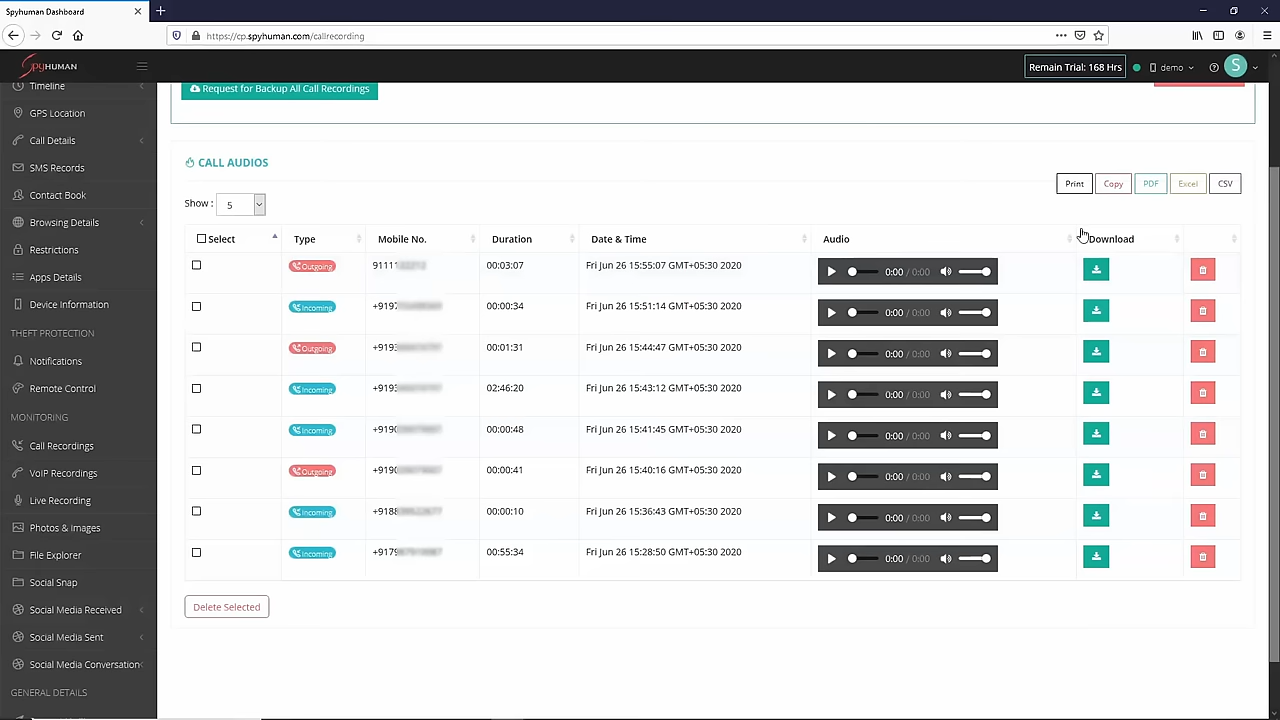 Spyhuman Dashboard
https://cp.spyhuman.com/callrecording
SpyHUMAN
Remain Trial: 168 Hrs
demo
S
Timeline
GPS Location
Call Details
SMS Records
Contact Book
Browsing Details
Restrictions
Apps Details
Device Information
THEFT PROTECTION
Notifications
Remote Control
MONITORING
Call Recordings
VoIP Recordings
Live Recording
Photos & Images
File Explorer
Social Snap
Social Media Received
Social Media Sent
Social Media Conversation
GENERAL DETAILS
Request for Backup All Call Recordings
CALL AUDIOS
Print Copy PDF Excel CSV
Show : 5
Select Type Mobile No. Duration Date & Time Audio Download
Outgoing 9111 00:03:07 Fri Jun 26 15:55:07 GMT+05:30 2020 0:00 / 0:00
Incoming +9197 00:00:34 Fri Jun 26 15:51:14 GMT+05:30 2020 0:00 / 0:00
Outgoing +9193 00:01:31 Fri Jun 26 15:44:47 GMT+05:30 2020 0:00 / 0:00
Incoming +9193 02:46:20 Fri Jun 26 15:43:12 GMT+05:30 2020 0:00 / 0:00
Incoming +9190 00:00:48 Fri Jun 26 15:41:45 GMT+05:30 2020 0:00 / 0:00
Outgoing +9190 00:00:41 Fri Jun 26 15:40:16 GMT+05:30 2020 0:00 / 0:00
Incoming +9188 00:00:10 Fri Jun 26 15:36:43 GMT+05:30 2020 0:00 / 0:00
Incoming +9179 00:55:34 Fri Jun 26 15:28:50 GMT+05:30 2020 0:00 / 0:00
Delete Selected